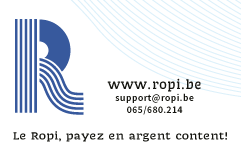 www.ropi.be
support@ropi.be
065/680.214
Le Ropi, payez en argent content!